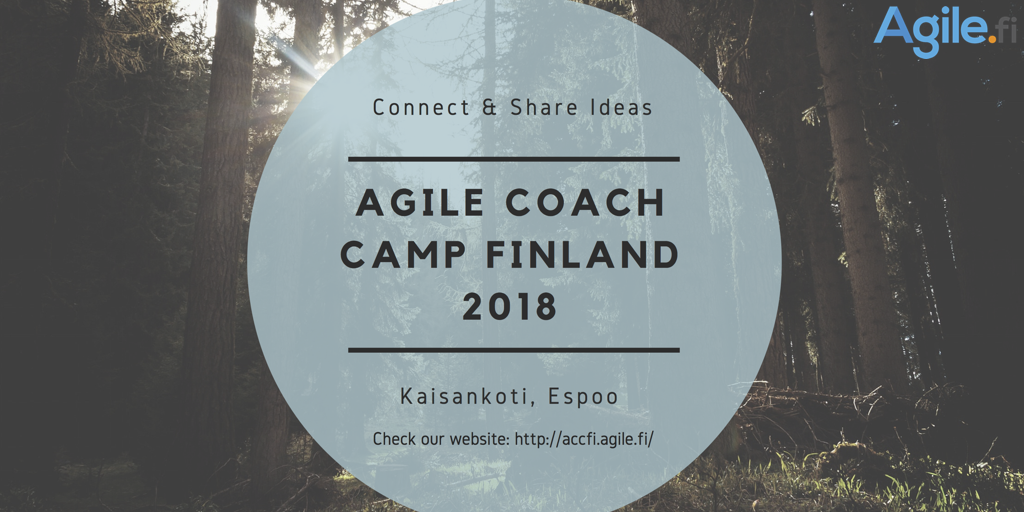 Agile.fi
Connect & Share Ideas
AGILE COACH
CAMP FINLAND
2018
Kaisankoti, Espoo
Check our website: http://accfi.agile.fi/